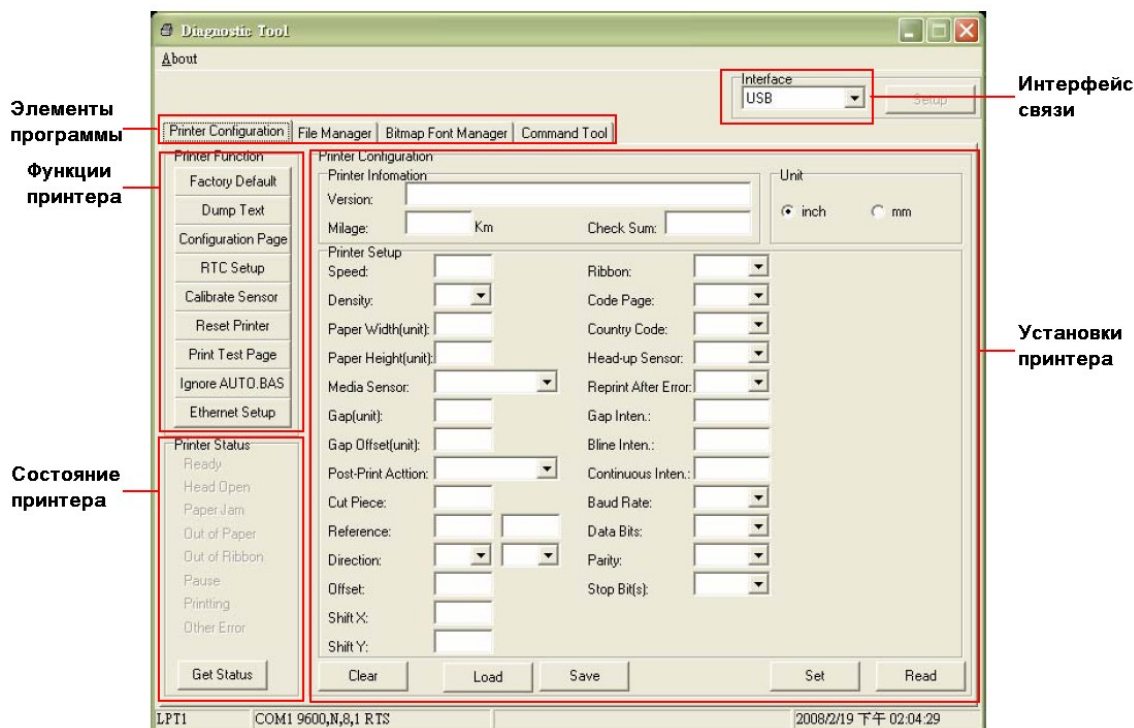 Diagnostic Tool
About
Interface
USB
Setup
Интерфейс
связи
Элементы
программы
Printer Configuration
File Manager
Bitmap Font Manager
Command Tool
Функции
принтера
Printer Function
Factory Default
Dump Text
Configuration Page
RTC Setup
Calibrate Sensor
Reset Printer
Print Test Page
Ignore AUTO.BAS
Ethernet Setup
Состояние
принтера
Printer Status
Ready
Head Open
Paper Jam
Out of Paper
Out of Ribbon
Pause
Printting
Other Error
Get Status
Printer Configuration
Printer Infomation
Version:
Milage: Km Check Sum:
Unit
inch mm
Printer Setup
Speed: Ribbon:
Density: Code Page:
Paper Width(unit): Country Code:
Paper Height(unit): Head-up Sensor:
Media Sensor: Reprint After Error:
Gap(unit): Gap Inten.:
Gap Offset(unit): Bline Inten.:
Post-Print Acttion: Continuous Inten.:
Cut Piece: Baud Rate:
Reference: Data Bits:
Direction: Parity:
Offset: Stop Bit(s):
Shift X:
Shift Y:
Clear Load Save Set Read
Установки
принтера
LPT1 COM1 9600,N,8,1 RTS 2008/2/19 下午 02:04:29